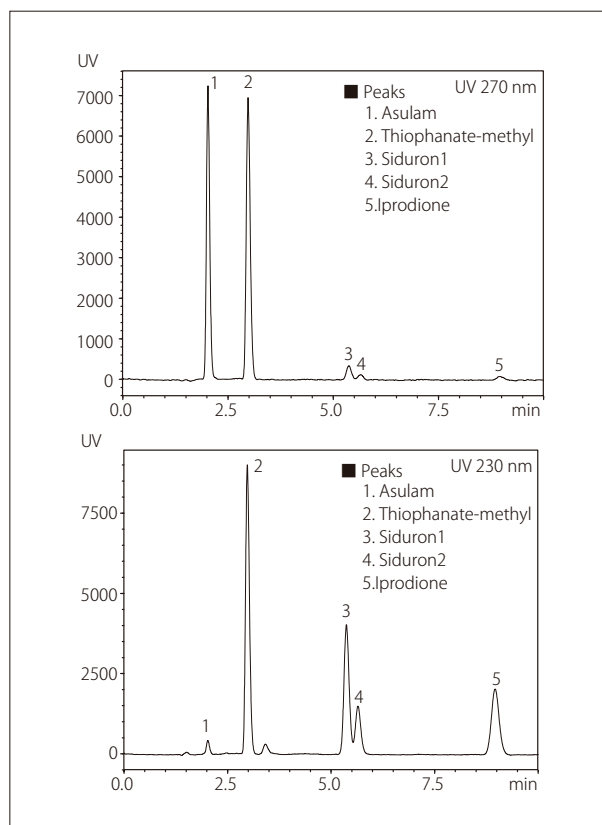 UV
1 2
UV 270 nm
■ Peaks
1. Asulam
2. Thiophanate-methyl
3. Siduron1
4. Siduron2
5.Iprodione
7000
6000
5000
4000
3000
2000
1000
0
3
4
5
0.0 2.5 5.0 7.5 min
UV
2
UV 230 nm
■ Peaks
1. Asulam
2. Thiophanate-methyl
3. Siduron1
4. Siduron2
5.Iprodione
7500
5000
2500
0
1
3
4
5
0.0 2.5 5.0 7.5 min